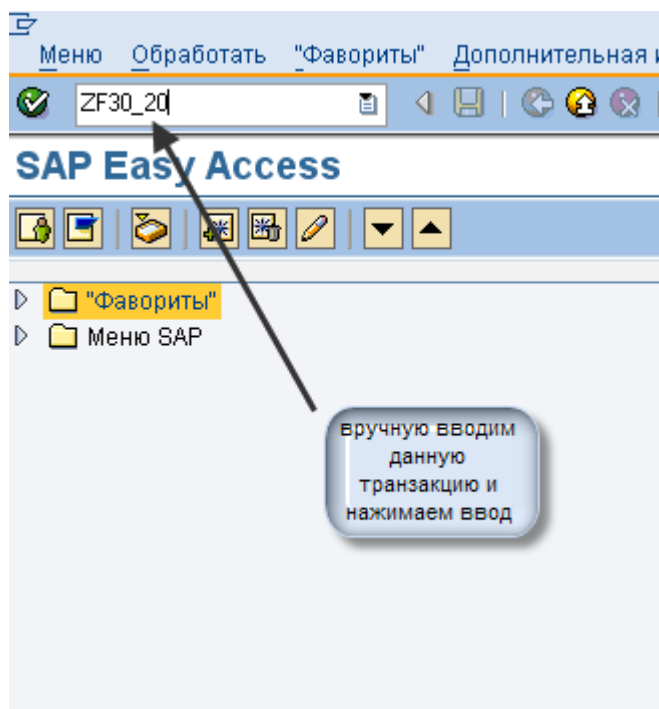 Меню Обработать "Фавориты" Дополнительная и
ZF30_20
SAP Easy Access
"Фавориты"
Меню SAP
вручную вводим
данную
транзакцию и
нажимаем ввод